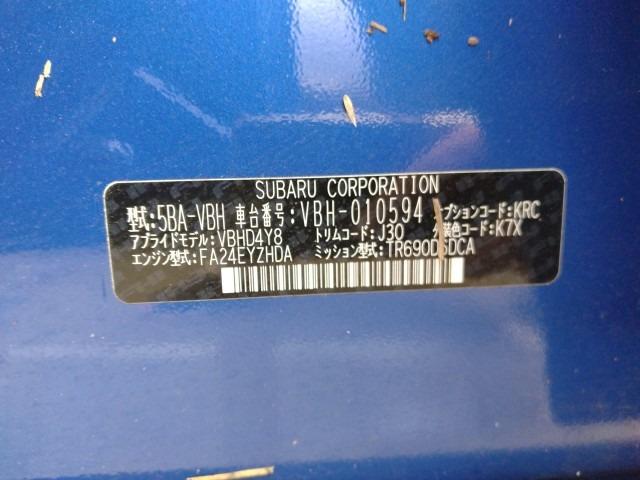 SUBARU CORPORATION
型式:5BA-VBH 車台番号:VBH-010594 オプションコード:KRC
アプライドモデル:VBHD4Y8 トリムコード:J30 外装色コード:K7X
エンジン型式:FA24EYZHDA ミッション型式: